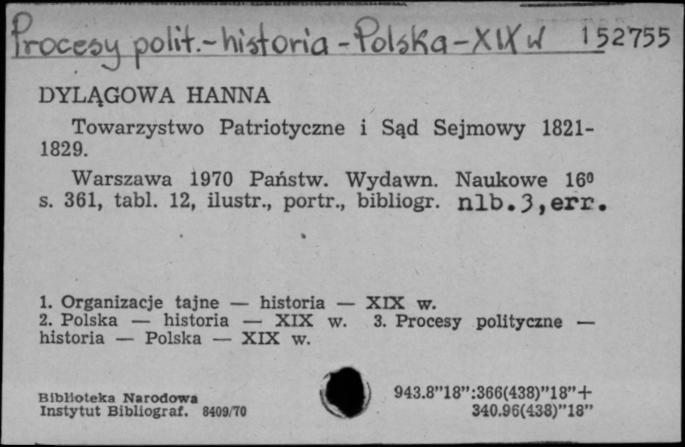 Procesy polit. - historia - Polska - XIX w 152755
DYLĄGOWA HANNA
Towarzystwo Patriotyczne i Sąd Sejmowy 1821-
1829.
Warszawa 1970 Państw. Wydawn. Naukowe 16⁰
s. 361, tabl. 12, ilustr., portr., bibliogr. nlb.3,err.
1. Organizacje tajne — historia — XIX w.
2. Polska — historia — XIX w. 3. Procesy polityczne —
historia — Polska — XIX w.
Biblioteka Narodowa 943.8"18":366(438)"18"+
Instytut Bibliograf. 8409/70 340.96(438)"18"